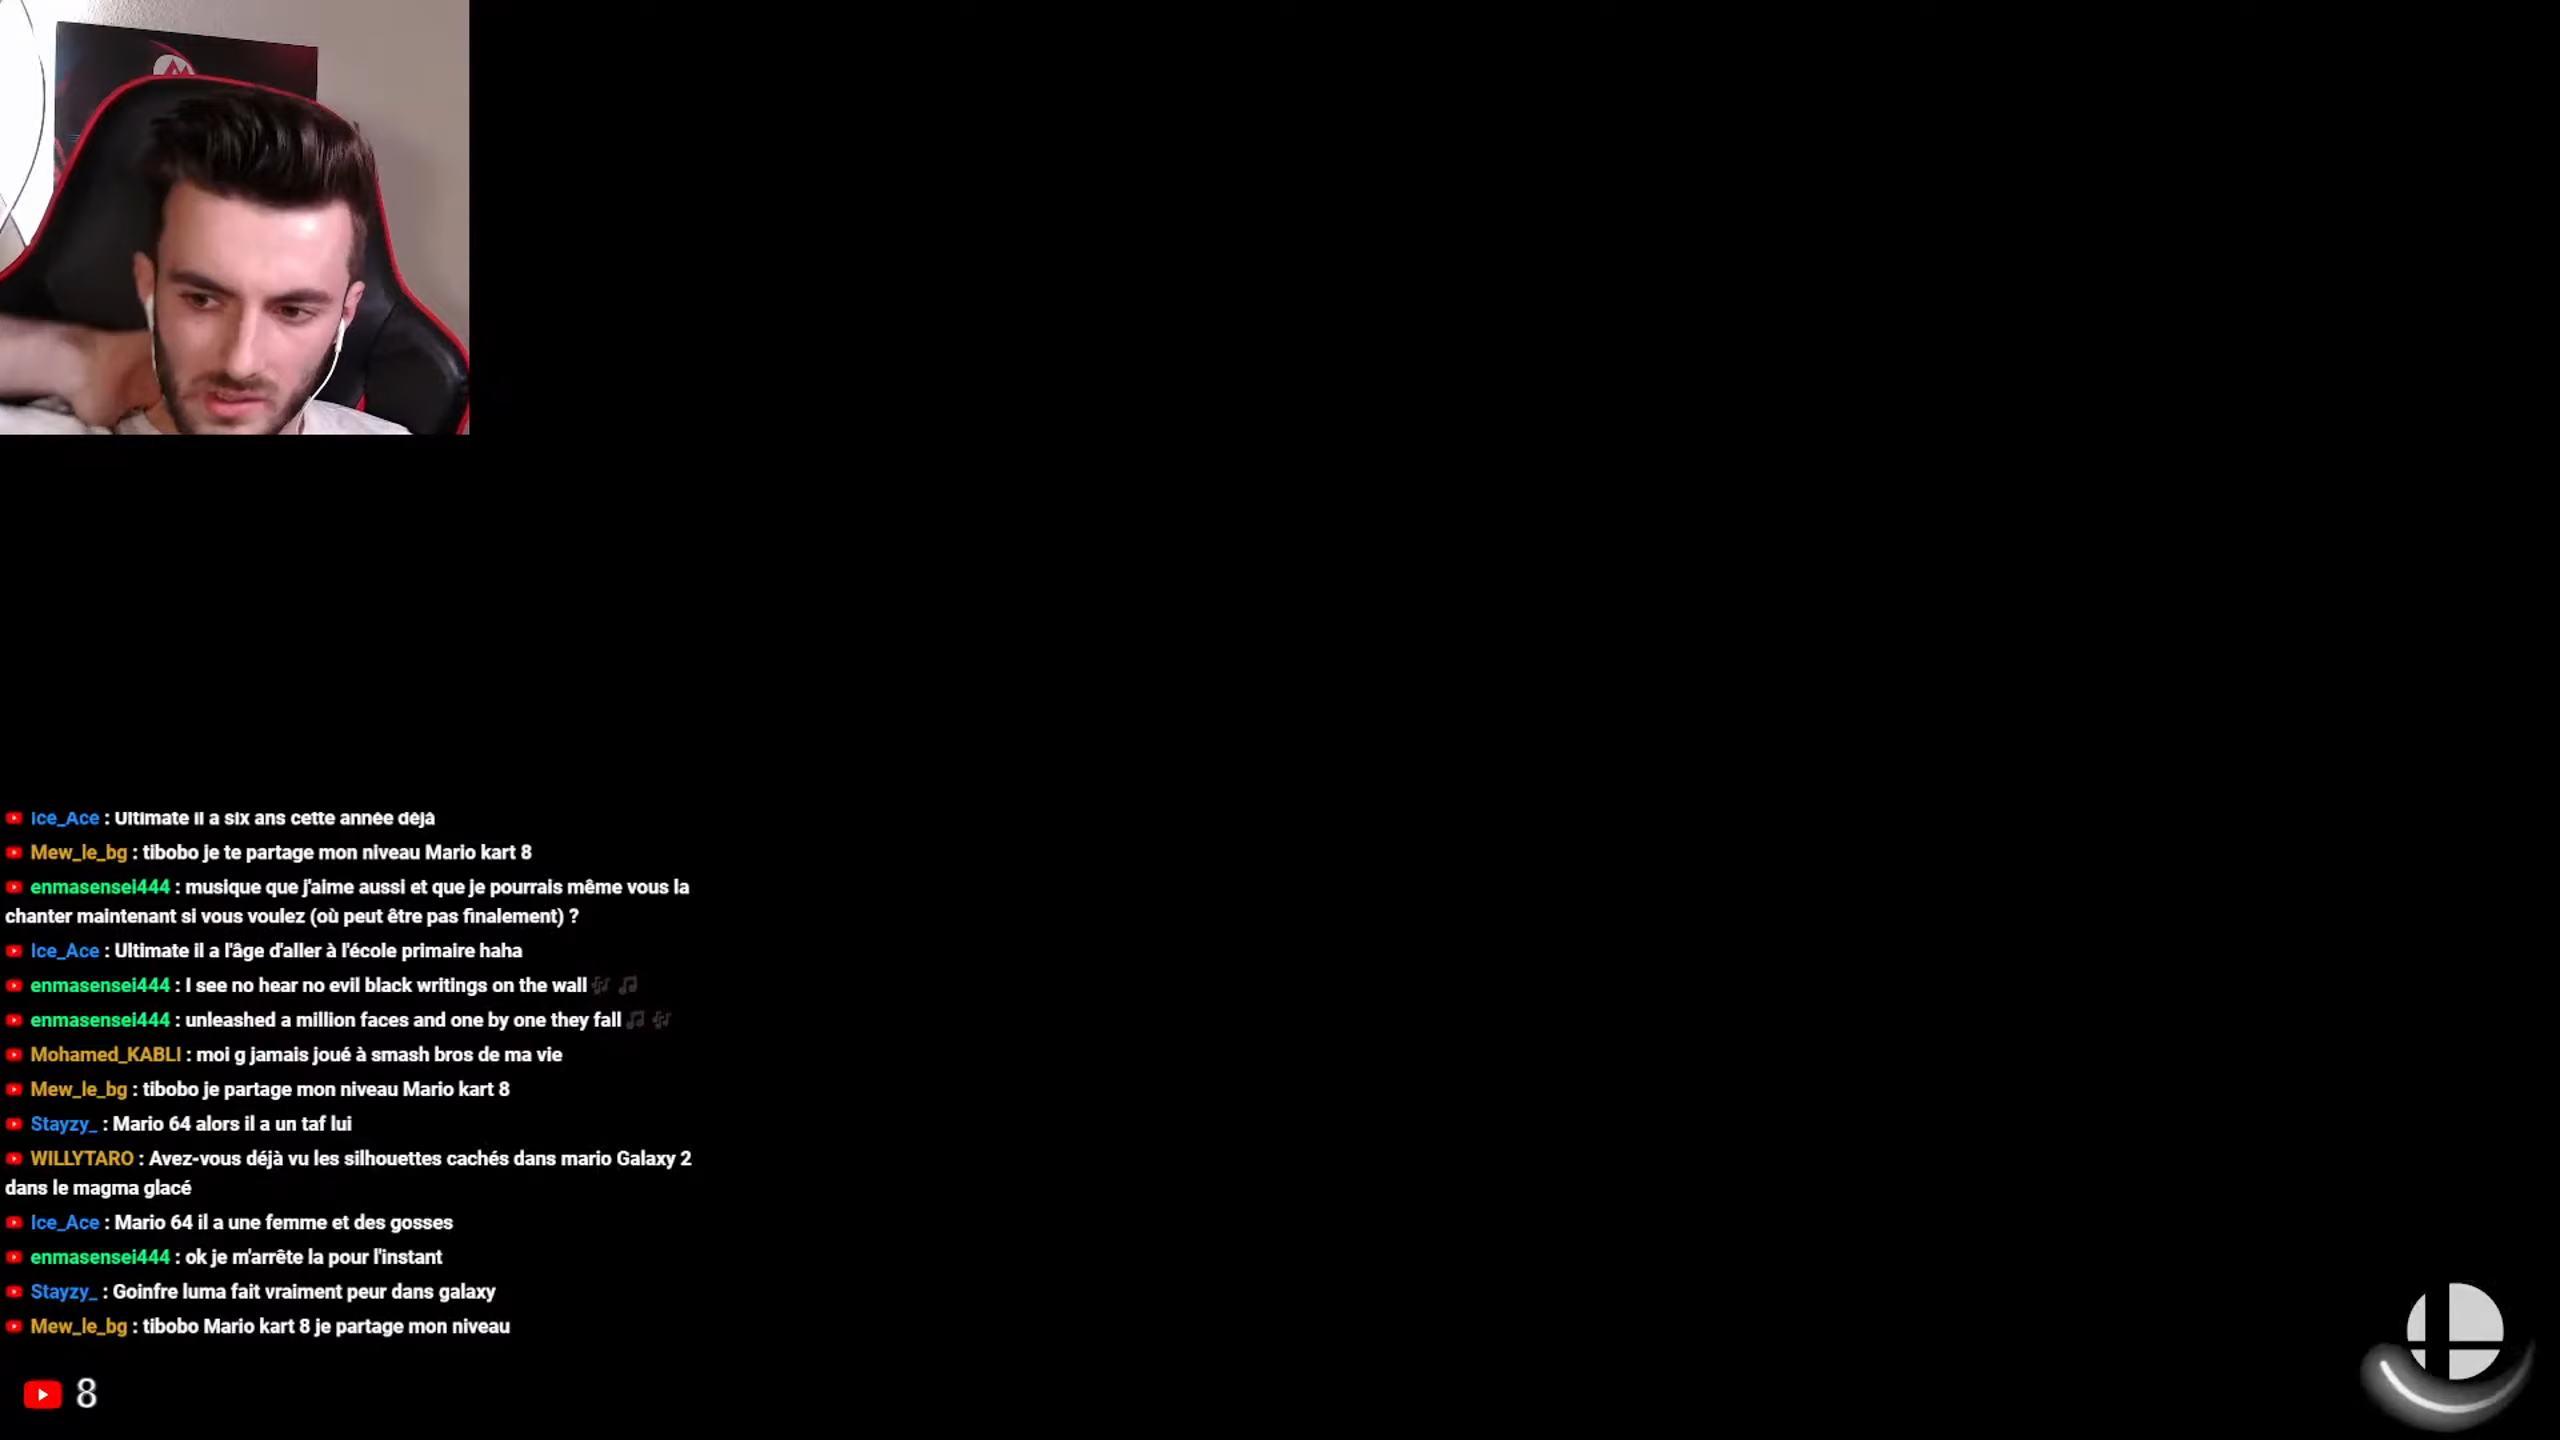 Ice_Ace : Ultimate il a six ans cette année déjà
Mew_le_bg : tibobo je te partage mon niveau Mario kart 8
enmasensei444 : musique que j'aime aussi et que je pourrais même vous la
chanter maintenant si vous voulez (où peut être pas finalement) ?
Ice_Ace : Ultimate il a l'âge d'aller à l'école primaire haha
enmasensei444 : I see no hear no evil black writings on the wall🎶 🎵
enmasensei444 : unleashed a million faces and one by one they fall🎵 🎶
Mohamed_KABLI : moi g jamais joué à smash bros de ma vie
Mew_le_bg : tibobo je partage mon niveau Mario kart 8
Stayzy_ : Mario 64 alors il a un taf lui
WILLYTARO : Avez-vous déjà vu les silhouettes cachés dans mario Galaxy 2
dans le magma glacé
Ice_Ace : Mario 64 il a une femme et des gosses
enmasensei444 : ok je m'arrête la pour l'instant
Stayzy_ : Goinfre luma fait vraiment peur dans galaxy
Mew_le_bg : tibobo Mario kart 8 je partage mon niveau
8